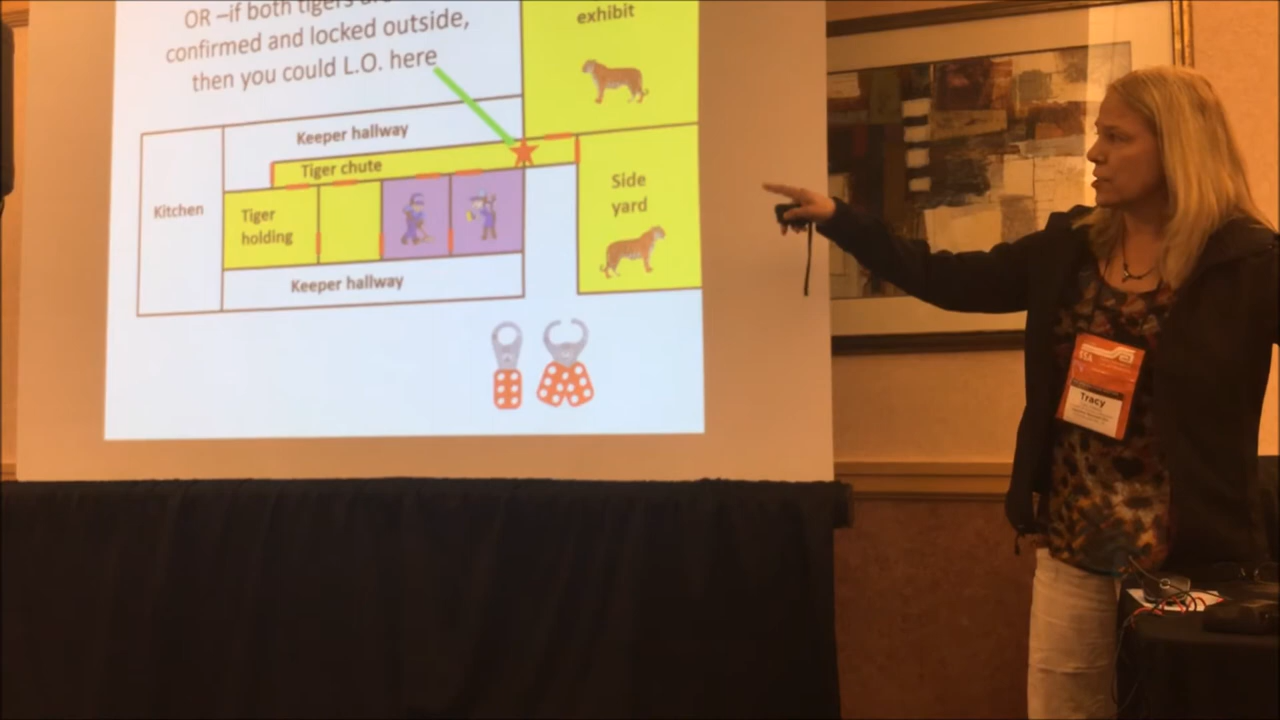 OR –if both tigers
confirmed and locked outside,
then you could L.O. here
exhibit
Keeper hallway
Tiger chute
Kitchen
Tiger
holding
Side
yard
Keeper hallway
Tracy